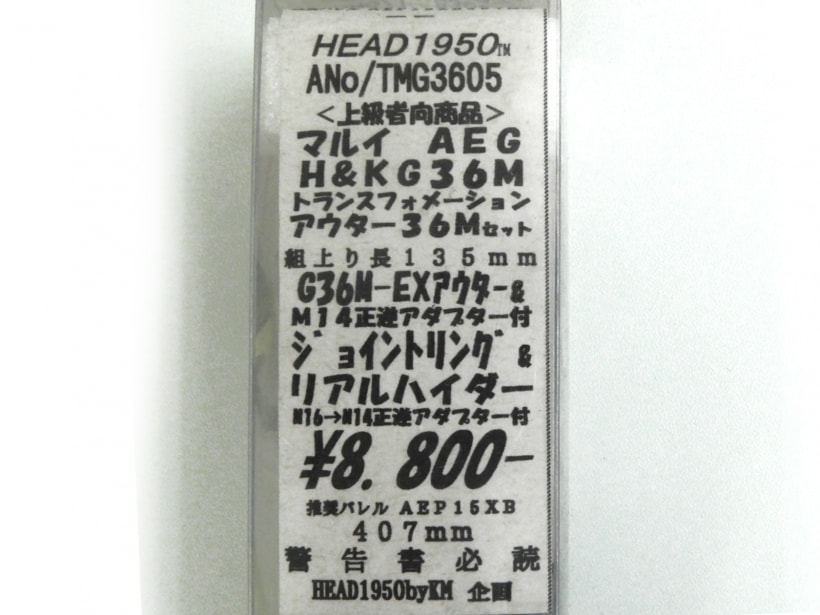 HEAD1950™
ANo/TMG3605
<上級者向商品>
マルイ AEG
H&KG36M
トランスフォメーション
アウター36Mセット
組上り長135mm
G36M-EXアウター&
M14正逆アダプター付
ジョイントリング&
リアルハイダー
M16→M14正逆アダプター付
¥8.800-
推奨バレル AEP15XB
407mm
警告書必読
HEAD1950byKM 企画